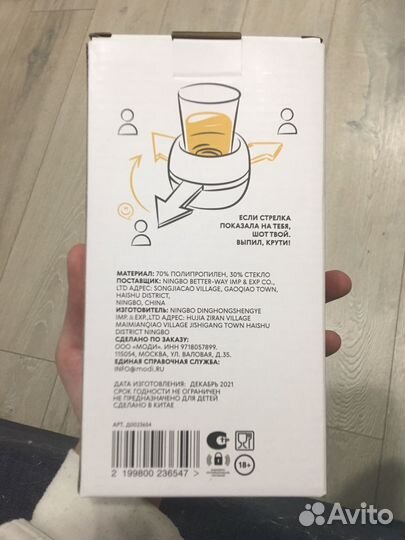 ЕСЛИ СТРЕЛКА
ПОКАЗАЛА НА ТЕБЯ,
ШОТ ТВОЙ.
ВЫПИЛ, КРУТИ!
МАТЕРИАЛ: 70% ПОЛИПРОПИЛЕН, 30% СТЕКЛО
ПОСТАВЩИК: NINGBO BETTER-WAY IMP & EXP CO.,
LTD АДРЕС: SONGJIACAO VILLAGE, GAOQIAO TOWN,
HAISHU DISTRICT,
NINGBO, CHINA
ИЗГОТОВИТЕЛЬ: NINGBO DINGHONGSHENGYE
IMP.& EXP.,LTD АДРЕС: HUJIA ZIRAN VILLAGE
MAIMIANQIAO VILLAGE JISHIGANG TOWN HAISHU
DISTRICT NINGBO
СДЕЛАНО ПО ЗАКАЗУ:
ООО «МОДИ». ИНН 9718057899.
115054, МОСКВА, УЛ. ВАЛОВАЯ, Д.35.
ЕДИНАЯ СПРАВОЧНАЯ СЛУЖБА:
INFO@MODI.RU
ДАТА ИЗГОТОВЛЕНИЯ: ДЕКАБРЬ 2021
СРОК ГОДНОСТИ НЕ ОГРАНИЧЕН
НЕ ПРЕДНАЗНАЧЕНО ДЛЯ ДЕТЕЙ
СДЕЛАНО В КИТАЕ
АРТ. Д0023654
2 199800 236547 >
18+
Avito